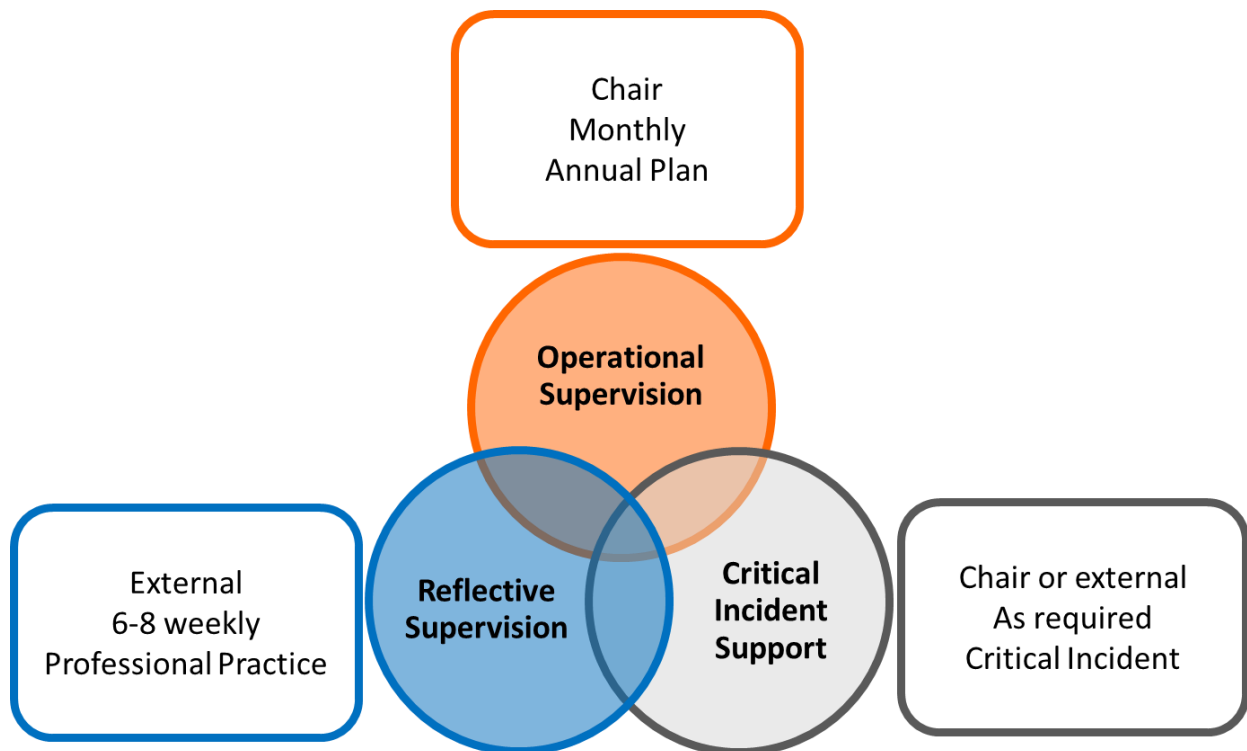 Chair
Monthly
Annual Plan
Operational
Supervision
External
6-8 weekly
Professional Practice
Reflective
Supervision
Critical
Incident
Support
Chair or external
As required
Critical Incident